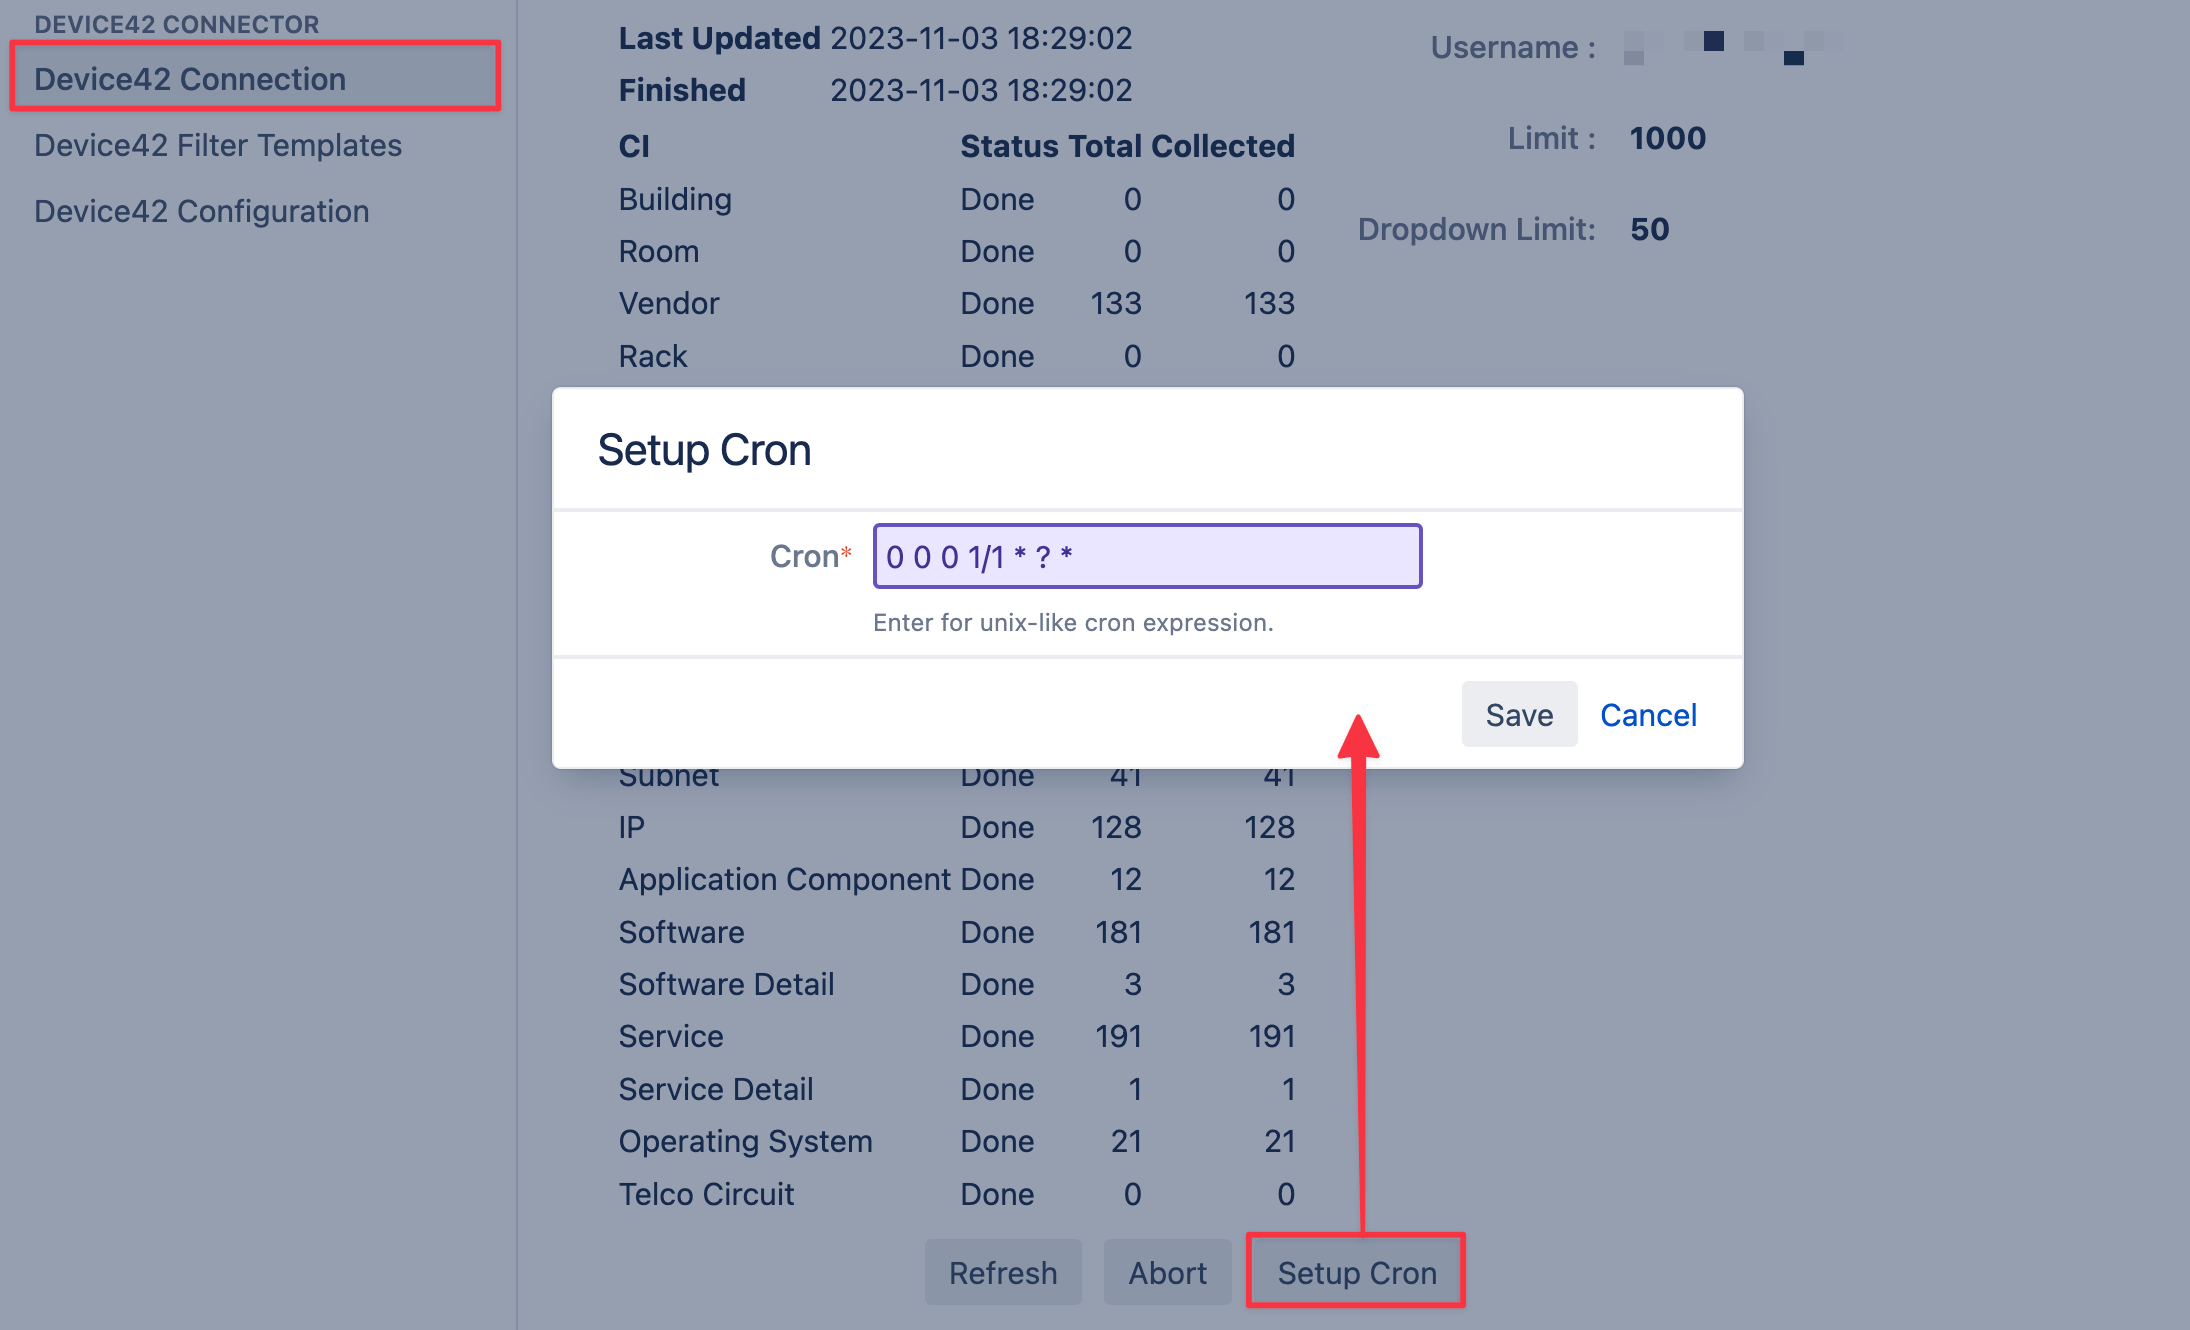 DEVICE42 CONNECTOR
Device42 Connection
Device42 Filter Templates
Device42 Configuration
Last Updated 2023-11-03 18:29:02
Finished 2023-11-03 18:29:02
CI Status Total Collected
Building Done 0 0
Room Done 0 0
Vendor Done 133 133
Rack Done 0 0
Username :
Limit : 1000
Dropdown Limit: 50
Setup Cron
Cron* 0 0 0 1/1 * ? *
Enter for unix-like cron expression.
Save Cancel
Subnet Done 41 41
IP Done 128 128
Application Component Done 12 12
Software Done 181 181
Software Detail Done 3 3
Service Done 191 191
Service Detail Done 1 1
Operating System Done 21 21
Telco Circuit Done 0 0
Refresh Abort Setup Cron